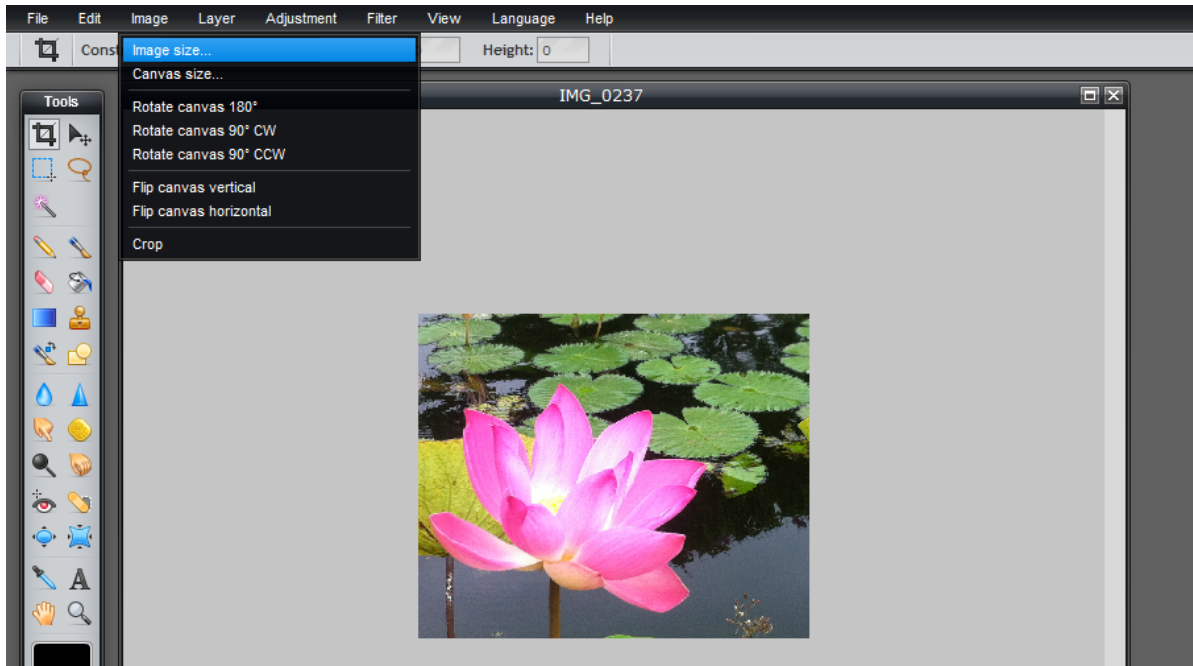 File Edit Image Layer Adjustment Filter View Language Help
Height: 0
Image size...
Canvas size...
Rotate canvas 180°
Rotate canvas 90° CW
Rotate canvas 90° CCW
Flip canvas vertical
Flip canvas horizontal
Crop
Tools
IMG_0237
A